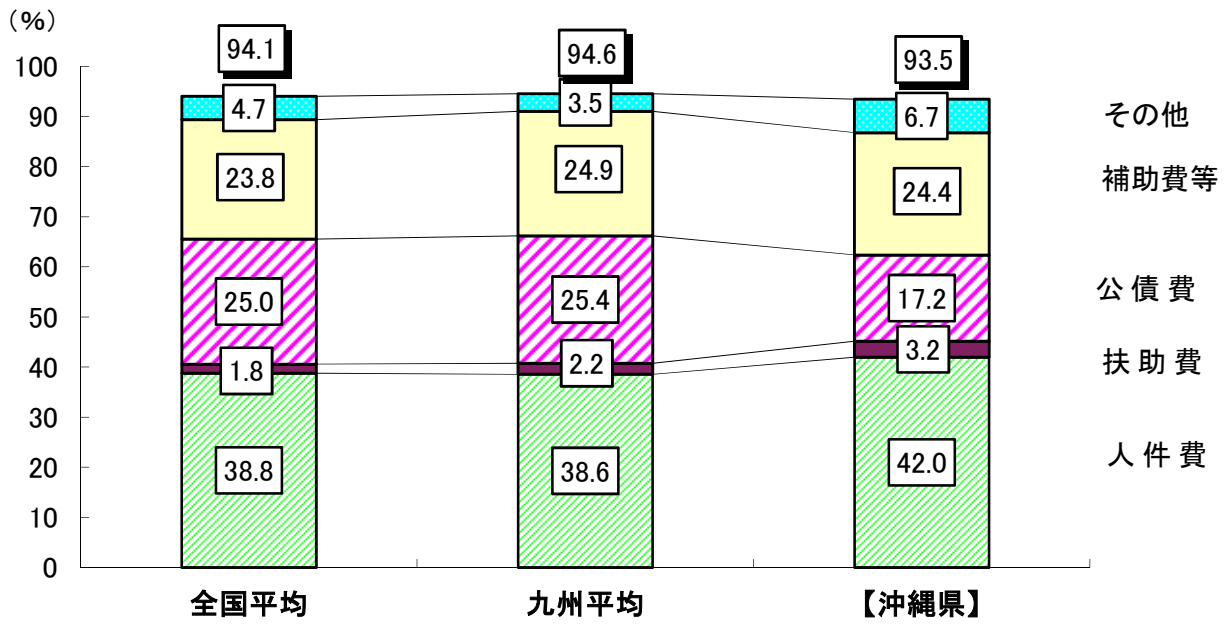 （％）
94.1 94.6 93.5
100
4.7 3.5 6.7 その他
90
80
23.8 24.9 24.4 補助費等
70
60
25.0 25.4 17.2 公債費
50
40
1.8 2.2 3.2 扶助費
30
38.8 38.6 42.0 人件費
20
10
0
全国平均 九州平均 【沖縄県】